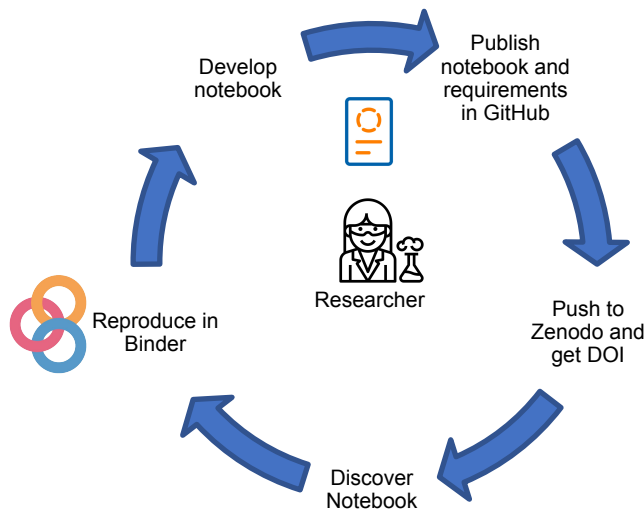 Develop
notebook
Publish
notebook and
requirements
in GitHub
Researcher
Push to
Zenodo and
get DOI
Discover
Notebook
Reproduce in
Binder